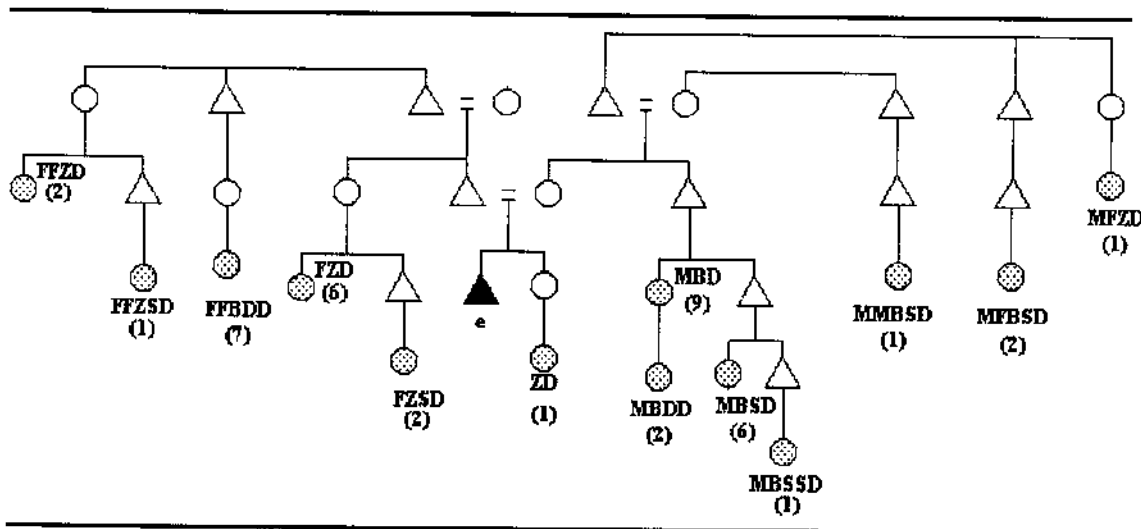 FFZD
(2)
FFZSD
(1)
FFBDD
(7)
FZD
(6)
FZSD
(2)
e
ZD
(1)
MBD
(9)
MBDD
(2)
MBSD
(6)
MBSSD
(1)
MMBSD
(1)
MFBSD
(2)
MFZD
(1)